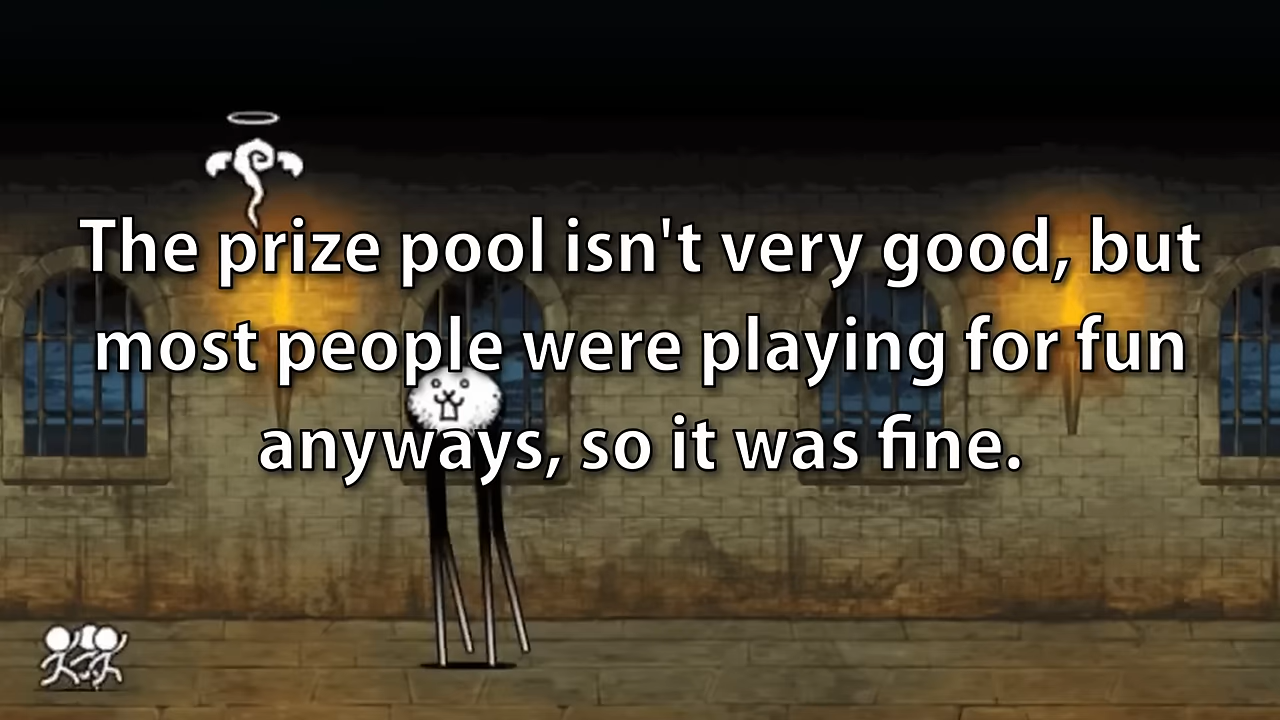 The prize pool isn't very good, but
most people were playing for fun
anyways, so it was fine.